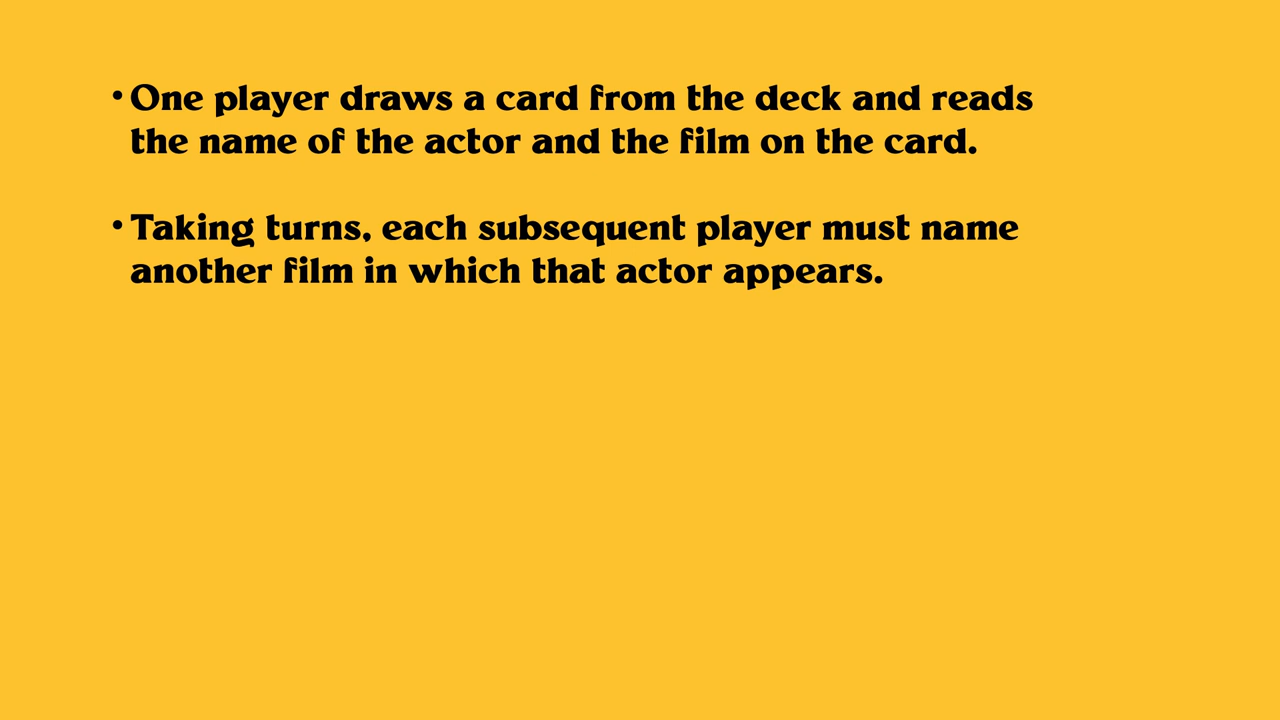 • One player draws a card from the deck and reads
the name of the actor and the film on the card.
• Taking turns, each subsequent player must name
another film in which that actor appears.